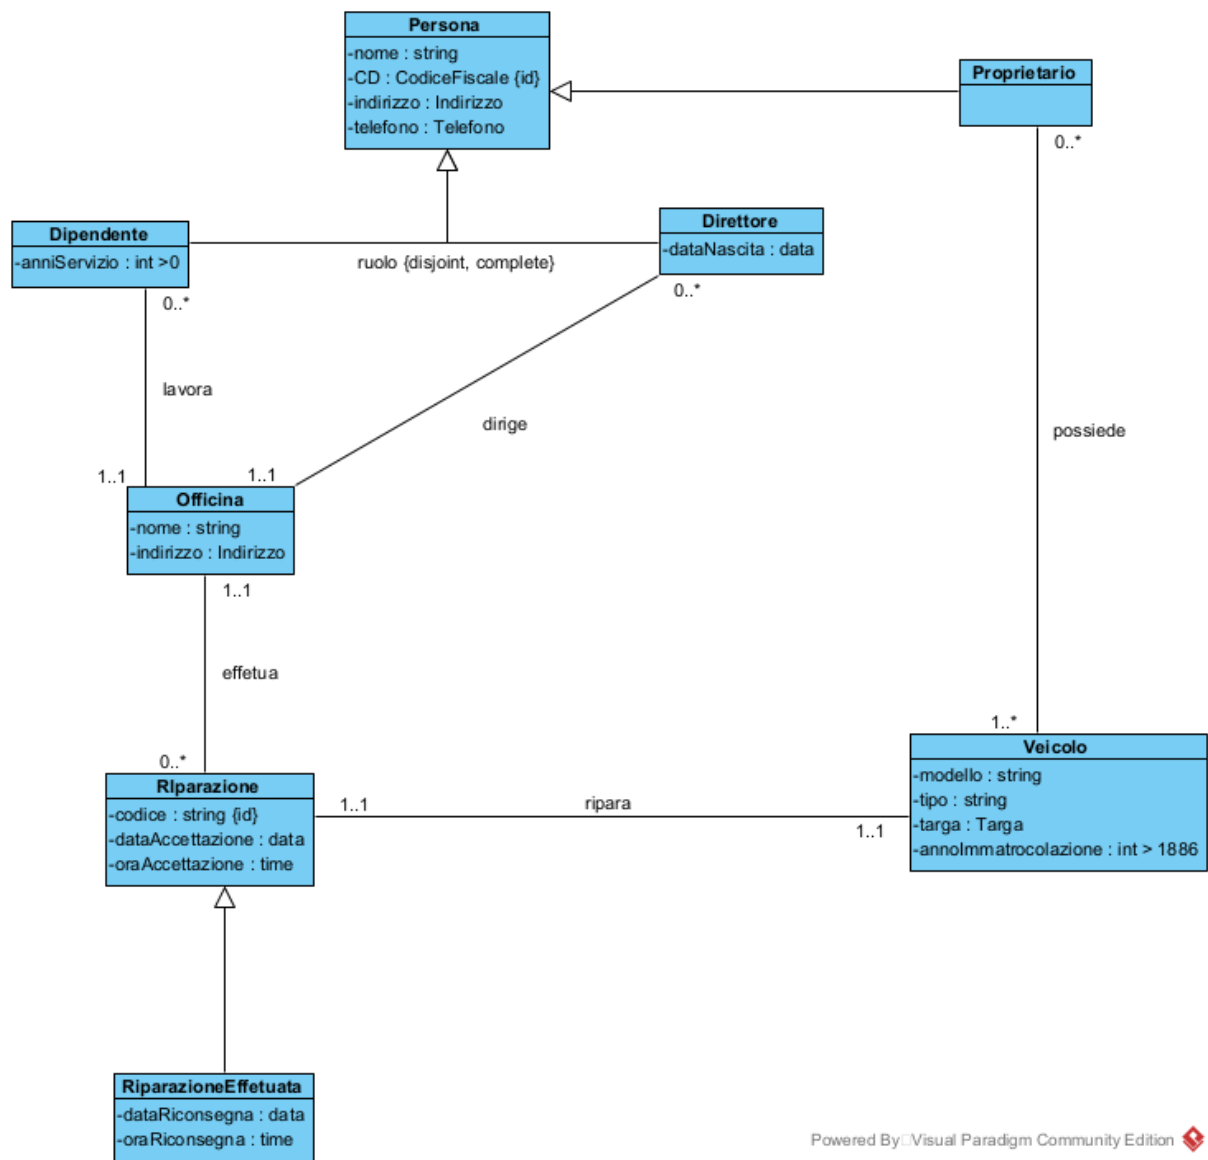 Persona
-nome : string
-CD : CodiceFiscale {id}
-indirizzo : Indirizzo
-telefono : Telefono
Proprietario
0..*
Dipendente
-anniServizio : int >0
0..*
Direttore
-dataNascita : data
0..*
ruolo {disjoint, complete}
lavora
dirige
possiede
1..1
1..1
Officina
-nome : string
-indirizzo : Indirizzo
1..1
effetua
0..*
1..*
RIparazione
-codice : string {id}
-dataAccettazione : data
-oraAccettazione : time
1..1
ripara
1..1
Veicolo
-modello : string
-tipo : string
-targa : Targa
-annoImmatrocolazione : int > 1886
RiparazioneEffetuata
-dataRiconsegna : data
-oraRiconsegna : time
Powered By Visual Paradigm Community Edition